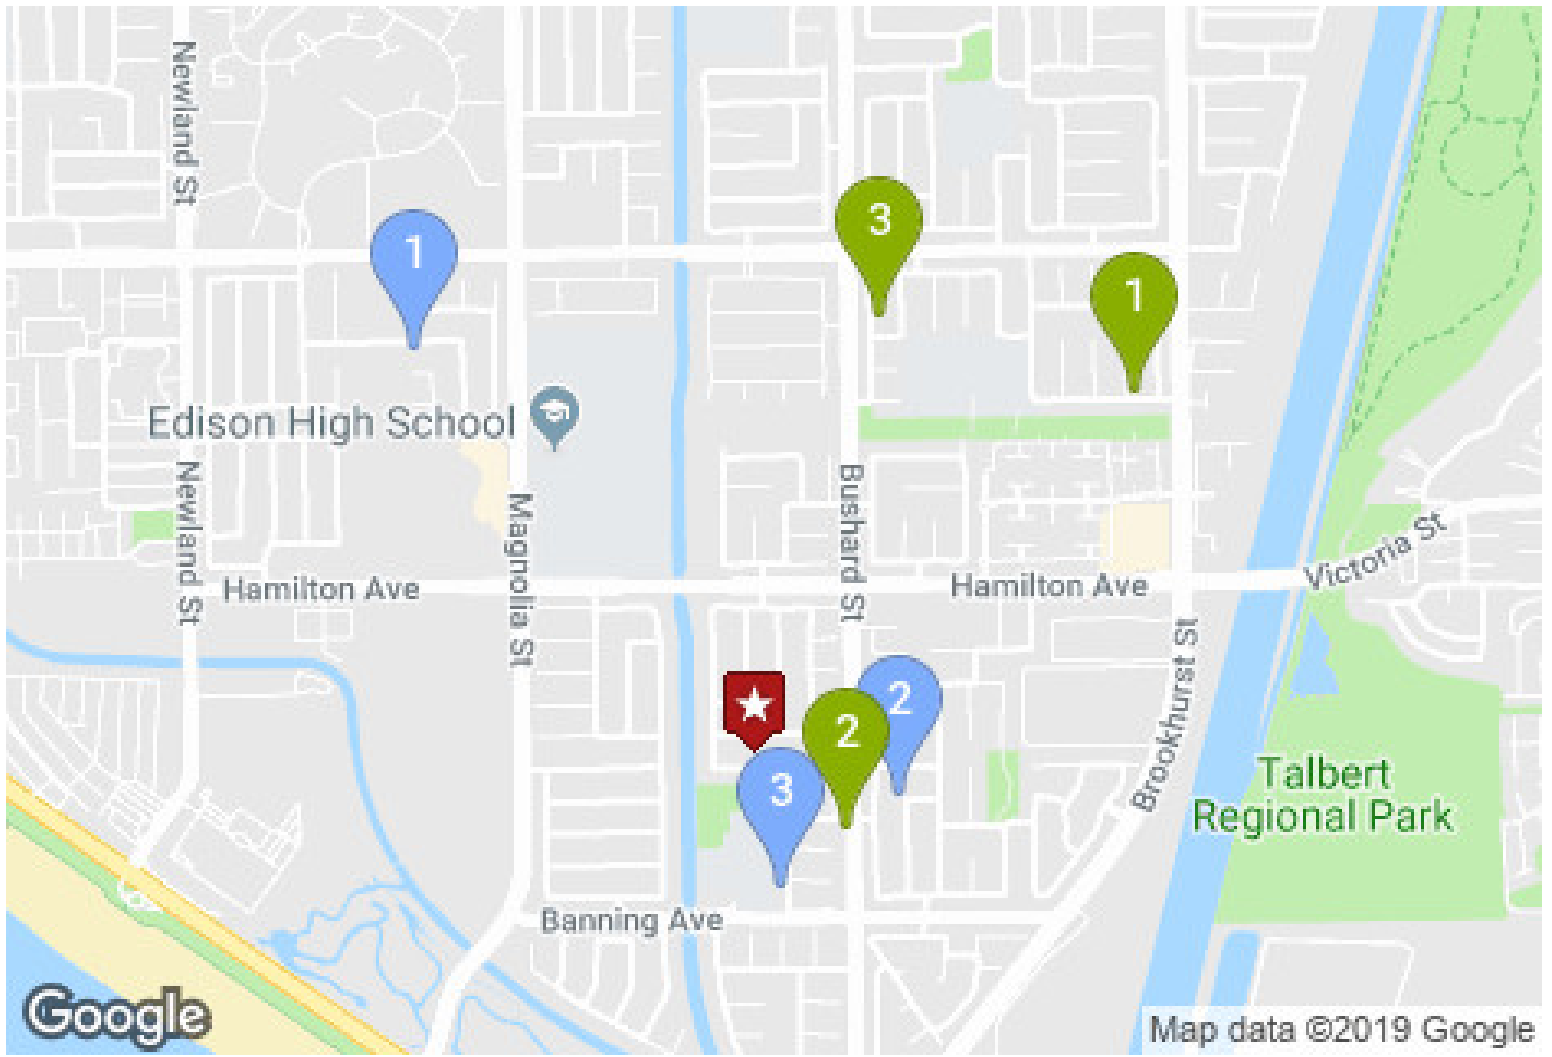 Newland St
3
1
1
Edison High School
Newland St
Magnolia St
Bushard St
Hamilton Ave
Hamilton Ave
Victoria St
Brookhurst St
2
2
3
Talbert
Regional Park
Banning Ave
Google
Map data ©2019 Google